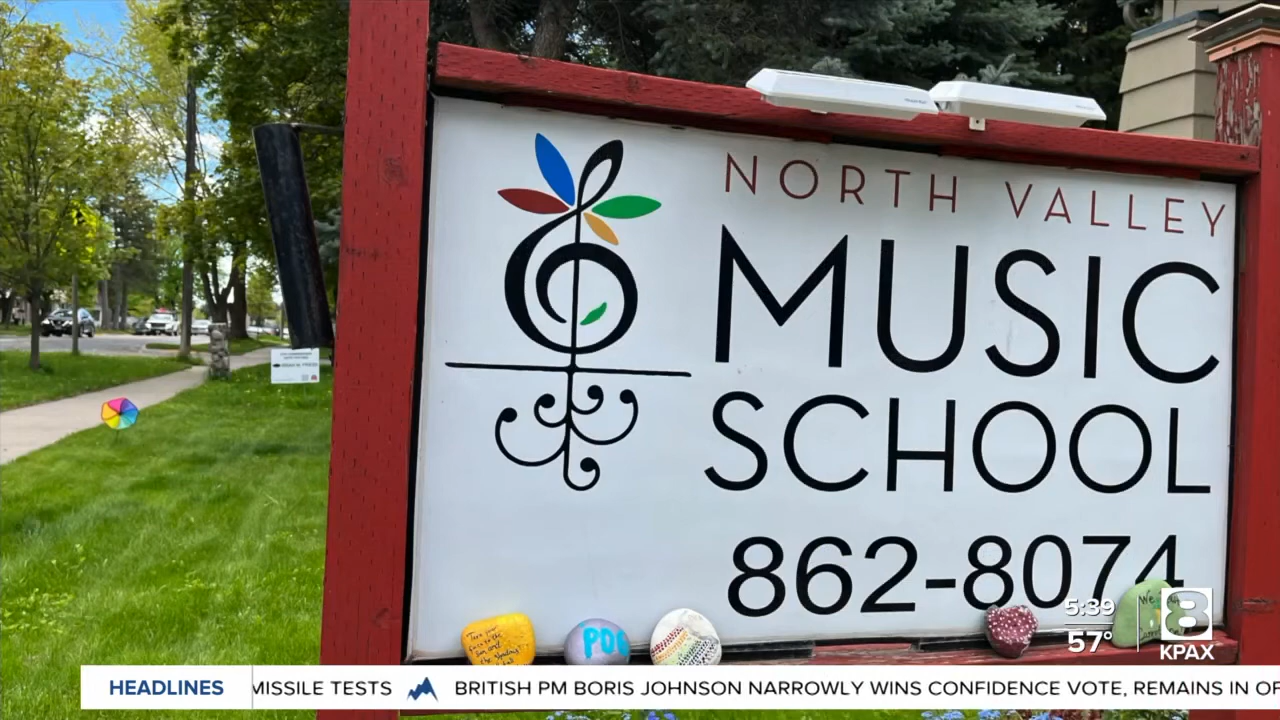 NORTH VALLEY
MUSIC
SCHOOL
862-8074
PDG
5:39
57°
8
KPAX
HEADLINES
MISSILE TESTS
BRITISH PM BORIS JOHNSON NARROWLY WINS CONFIDENCE VOTE, REMAINS IN OF